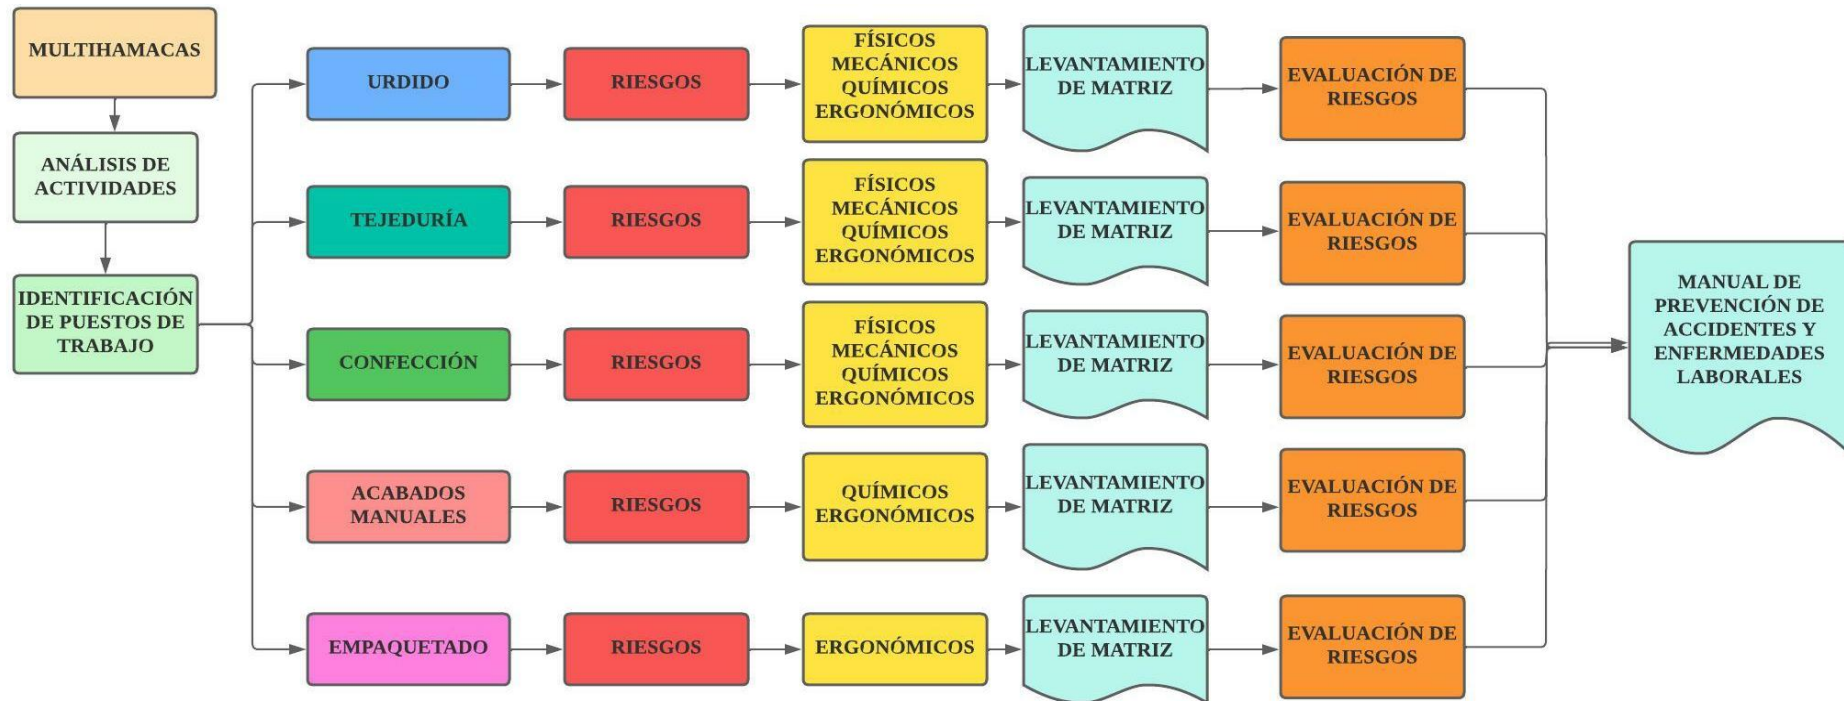 MULTIHAMACAS
ANÁLISIS DE
ACTIVIDADES
IDENTIFICACIÓN
DE PUESTOS DE
TRABAJO
URDIDO
RIESGOS
FÍSICOS
MECÁNICOS
QUÍMICOS
ERGONÓMICOS
LEVANTAMIENTO
DE MATRIZ
EVALUACIÓN DE
RIESGOS
TEJEDURÍA
RIESGOS
FÍSICOS
MECÁNICOS
QUÍMICOS
ERGONÓMICOS
LEVANTAMIENTO
DE MATRIZ
EVALUACIÓN DE
RIESGOS
CONFECCIÓN
RIESGOS
FÍSICOS
MECÁNICOS
QUÍMICOS
ERGONÓMICOS
LEVANTAMIENTO
DE MATRIZ
EVALUACIÓN DE
RIESGOS
ACABADOS
MANUALES
RIESGOS
QUÍMICOS
ERGONÓMICOS
LEVANTAMIENTO
DE MATRIZ
EVALUACIÓN DE
RIESGOS
EMPAQUETADO
RIESGOS
ERGONÓMICOS
LEVANTAMIENTO
DE MATRIZ
EVALUACIÓN DE
RIESGOS
MANUAL DE
PREVENCIÓN DE
ACCIDENTES Y
ENFERMEDADES
LABORALES